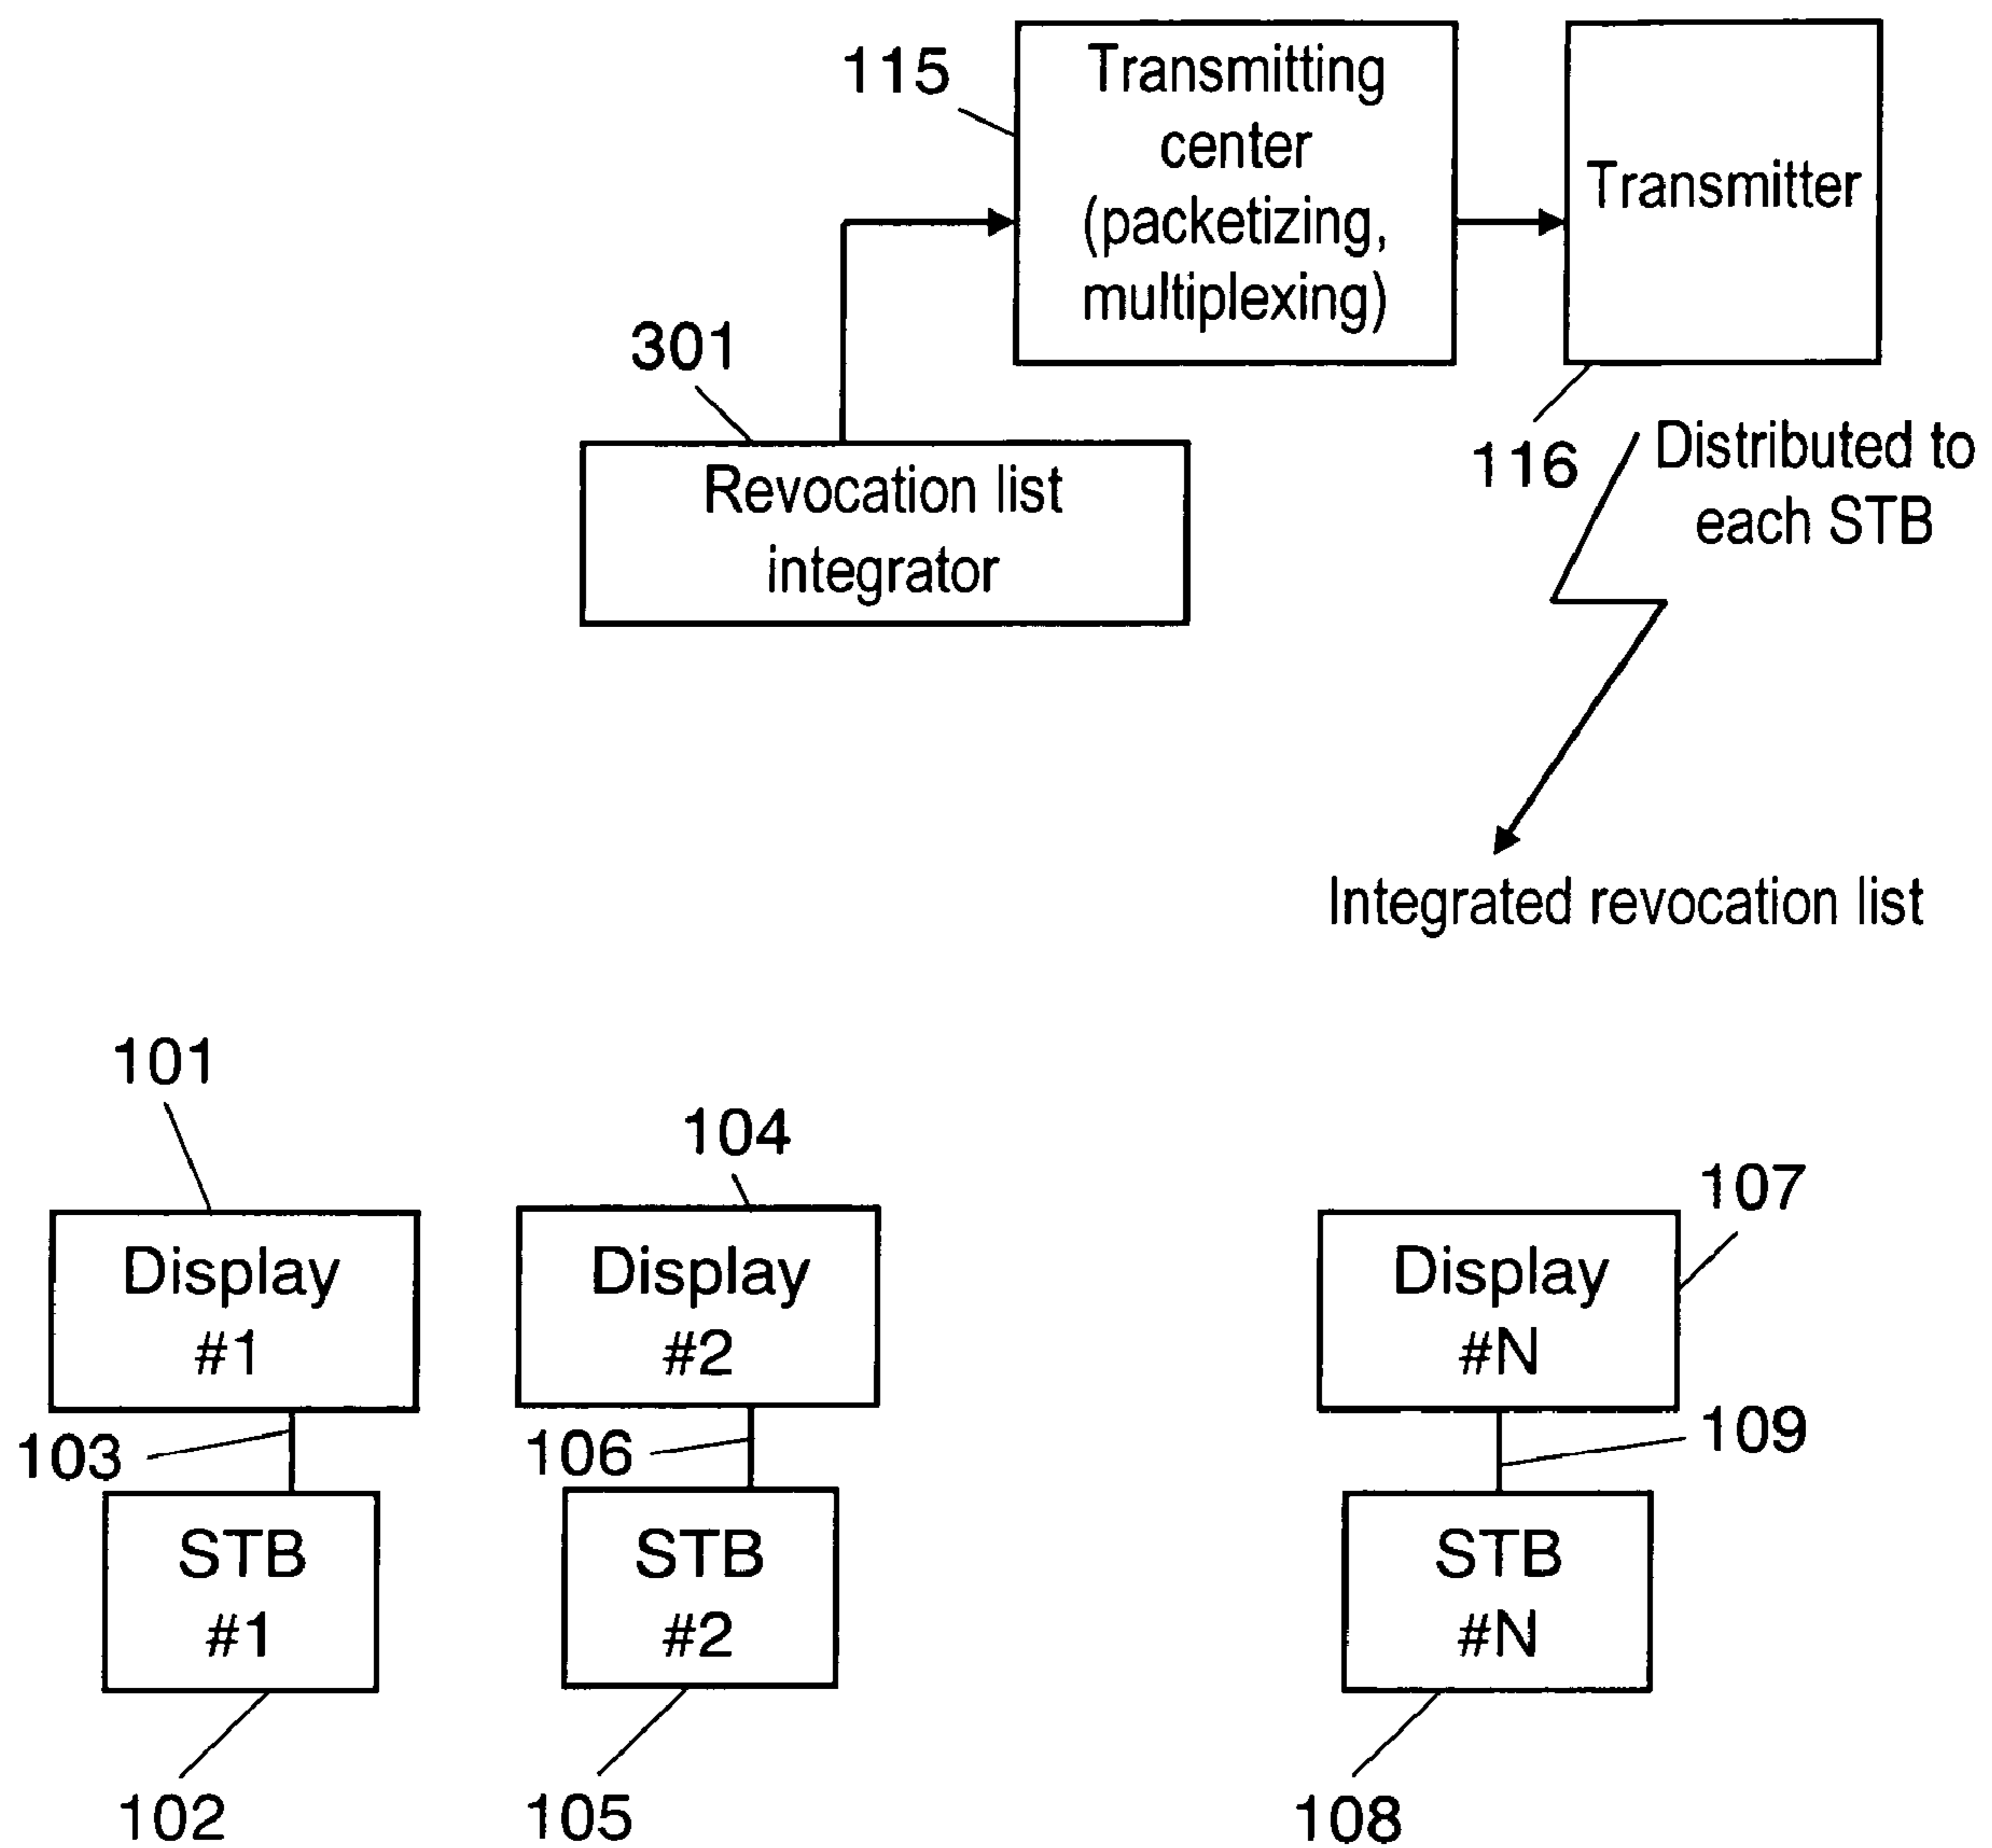 115
Transmitting
center
(packetizing,
multiplexing)
Transmitter
301
Revocation list
integrator
116
Distributed to
each STB
Integrated revocation list
101
104
107
Display
#1
Display
#2
Display
#N
103
106
109
STB
#1
STB
#2
STB
#N
102
105
108